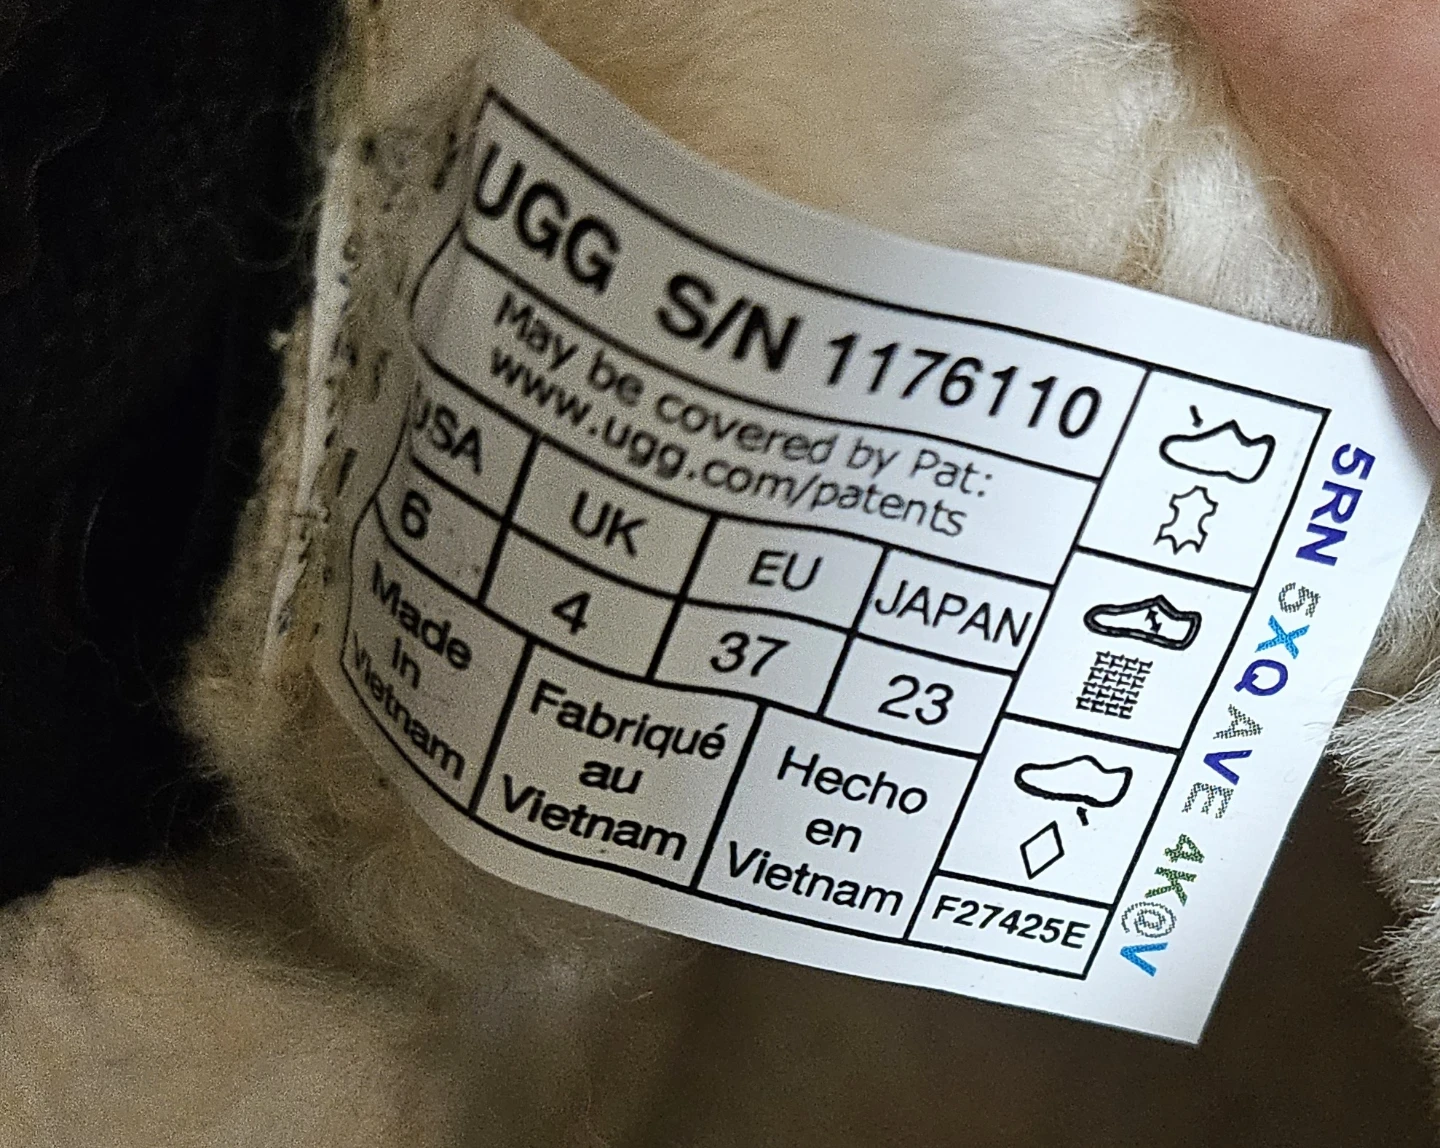 UGG S/N 1176110
May be covered by Pat:
www.ugg.com/patents
USA UK EU JAPAN
6 4 37 23
Made in Vietnam
Fabriqué au Vietnam
Hecho en Vietnam
F27425E
5RN 5XQ AVE 4K@V